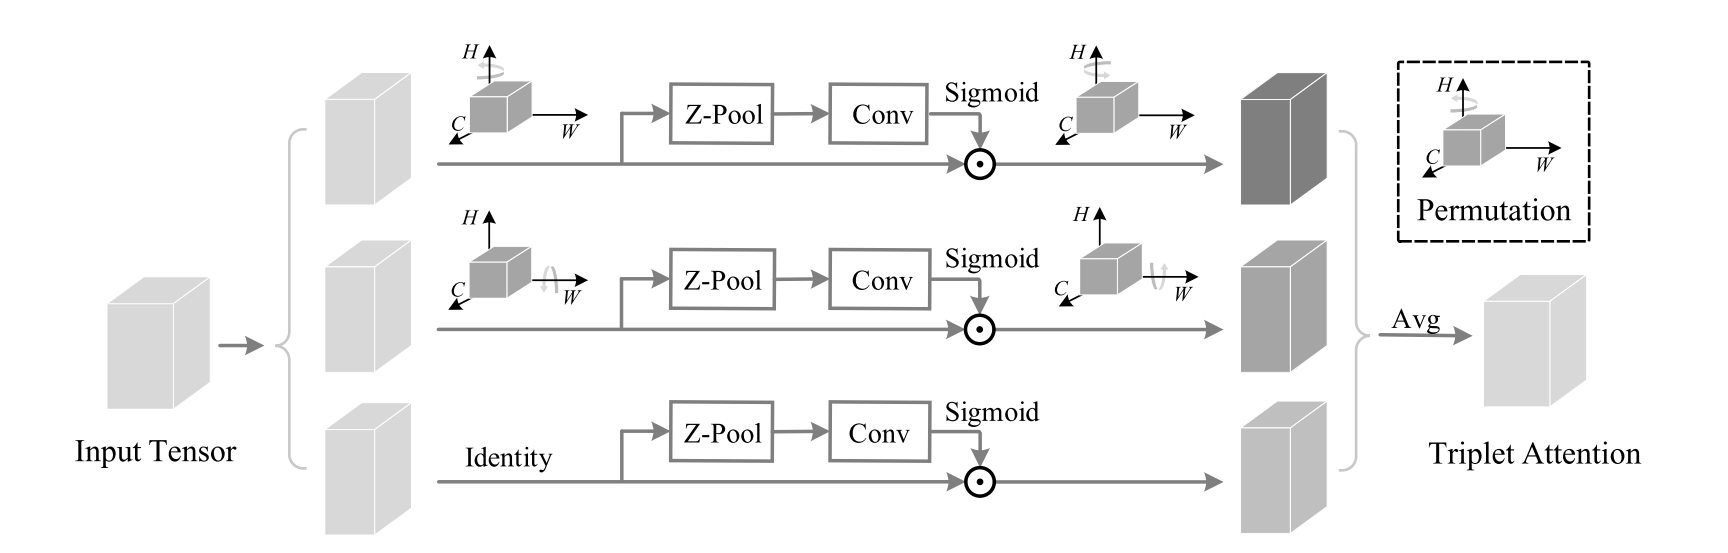 H
C
W
Z-Pool
Conv
Sigmoid
H
C
W
H
C
W
Permutation
H
C
W
Z-Pool
Conv
Sigmoid
H
C
W
Avg
Input Tensor
Identity
Z-Pool
Conv
Sigmoid
Triplet Attention